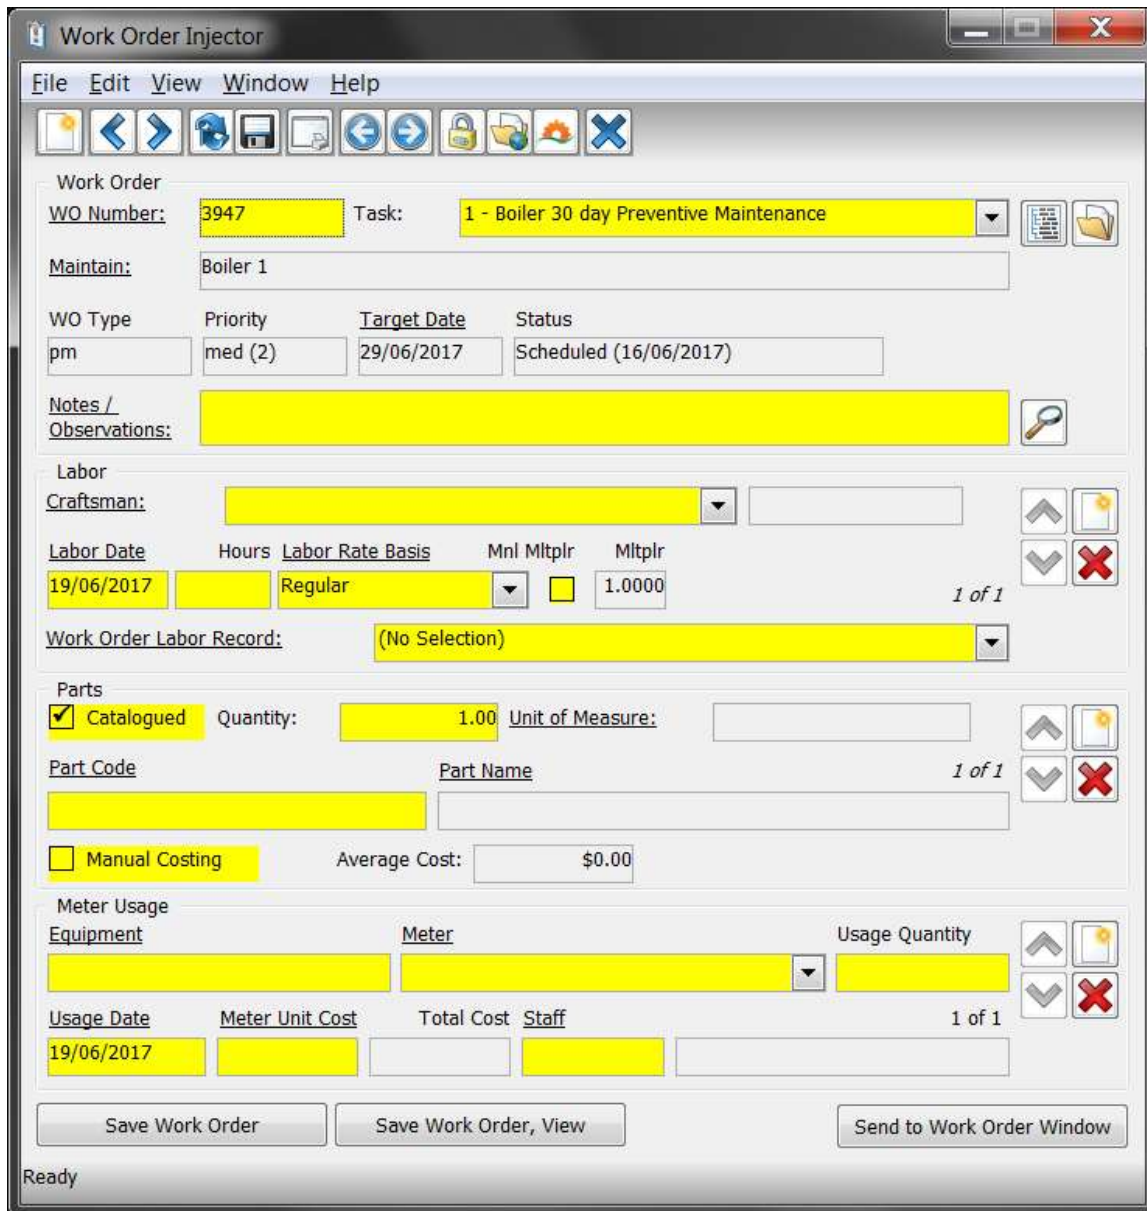 Work Order Injector
File Edit View Window Help
Work Order
WO Number: 3947 Task: 1 - Boiler 30 day Preventive Maintenance
Maintain: Boiler 1
WO Type Priority Target Date Status
pm med (2) 29/06/2017 Scheduled (16/06/2017)
Notes /
Observations:
Labor
Craftsman:
Labor Date Hours Labor Rate Basis Mnl Mltplr Mltplr
19/06/2017 Regular 1.0000
1 of 1
Work Order Labor Record: (No Selection)
Parts
Catalogued Quantity: 1.00 Unit of Measure:
Part Code Part Name 1 of 1
Manual Costing Average Cost: $0.00
Meter Usage
Equipment Meter Usage Quantity
Usage Date Meter Unit Cost Total Cost Staff 1 of 1
19/06/2017
Save Work Order Save Work Order, View Send to Work Order Window
Ready